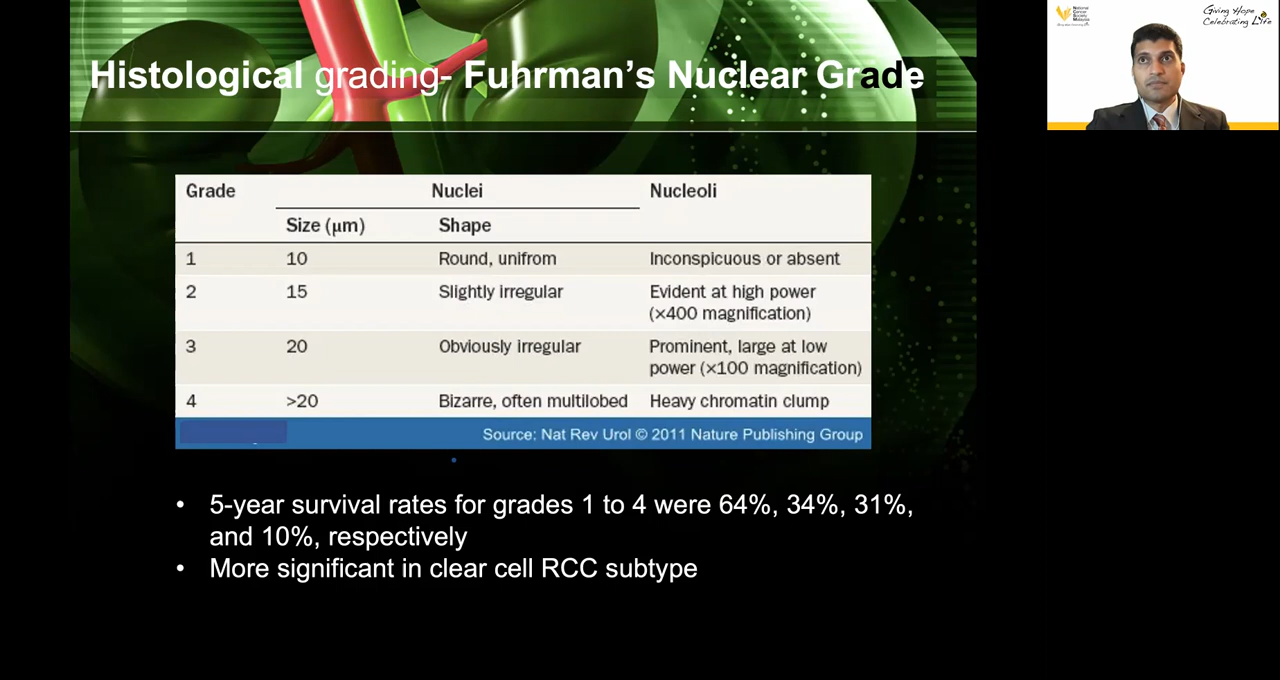 Histological grading- Fuhrman's Nuclear Grade
National
Cancer
Society
Malaysia
Giving Hope
Celebrating Life
Grade Nuclei Nucleoli
Size (μm) Shape
1 10 Round, unifrom Inconspicuous or absent
2 15 Slightly irregular Evident at high power
(×400 magnification)
3 20 Obviously irregular Prominent, large at low
power (×100 magnification)
4 >20 Bizarre, often multilobed Heavy chromatin clump
Source: Nat Rev Urol © 2011 Nature Publishing Group
• 5-year survival rates for grades 1 to 4 were 64%, 34%, 31%,
and 10%, respectively
• More significant in clear cell RCC subtype